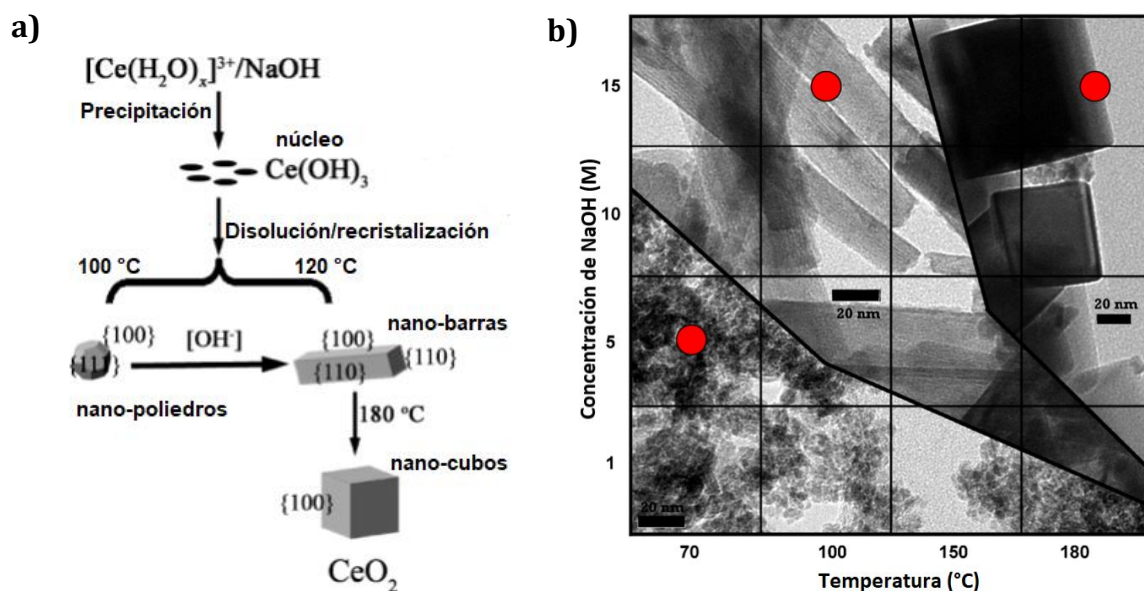 a)
[Ce(H₂O)ₓ]³⁺/NaOH
Precipitación
núcleo
Ce(OH)₃
Disolución/recristalización
100 °C
120 °C
{100}
{111}
[OH⁻]
nano-poliedros
nano-barras
{100}
{110}
{110}
180 °C
nano-cubos
{100}
CeO₂
b)
Concentración de NaOH (M)
15
10
5
1
20 nm
20 nm
20 nm
70
100
150
180
Temperatura (°C)